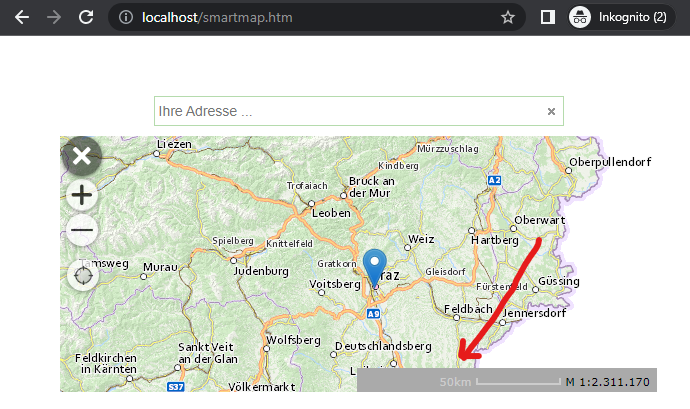 localhost/smartmap.htm
Inkognito (2)
Ihre Adresse ...
Liezen
Mürzzuschlag
Kindberg
Oberpullendorf
Trofaiach
Bruck an
der Mur
A2
Leoben
Oberwart
Spielberg
Knittelfeld
Weiz
Hartberg
Gratkorn
Graz
Gleisdorf
Murau
Judenburg
Voitsberg
Fürstenfeld
Güssing
A9
Feldbach
Jennersdorf
Wolfsberg
Deutschlandsberg
Feldkirchen
in Kärnten
Sankt Veit
an der Glan
S37
Völkermarkt
50km
M 1:2.311.170